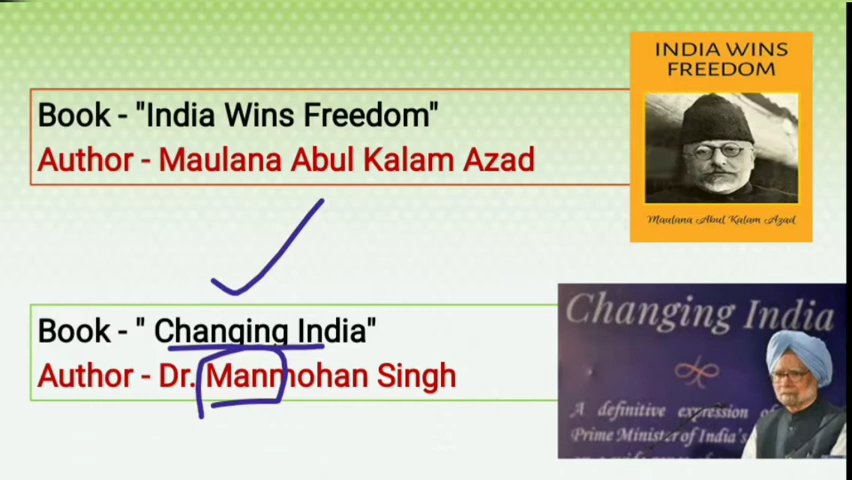 INDIA WINS
FREEDOM
Book - "India Wins Freedom"
Author - Maulana Abul Kalam Azad
Maulana Abul Kalam Azad
Book - " Changing India"
Author - Dr. Manmohan Singh
Changing India
A definitive expression of
Prime Minister of India's